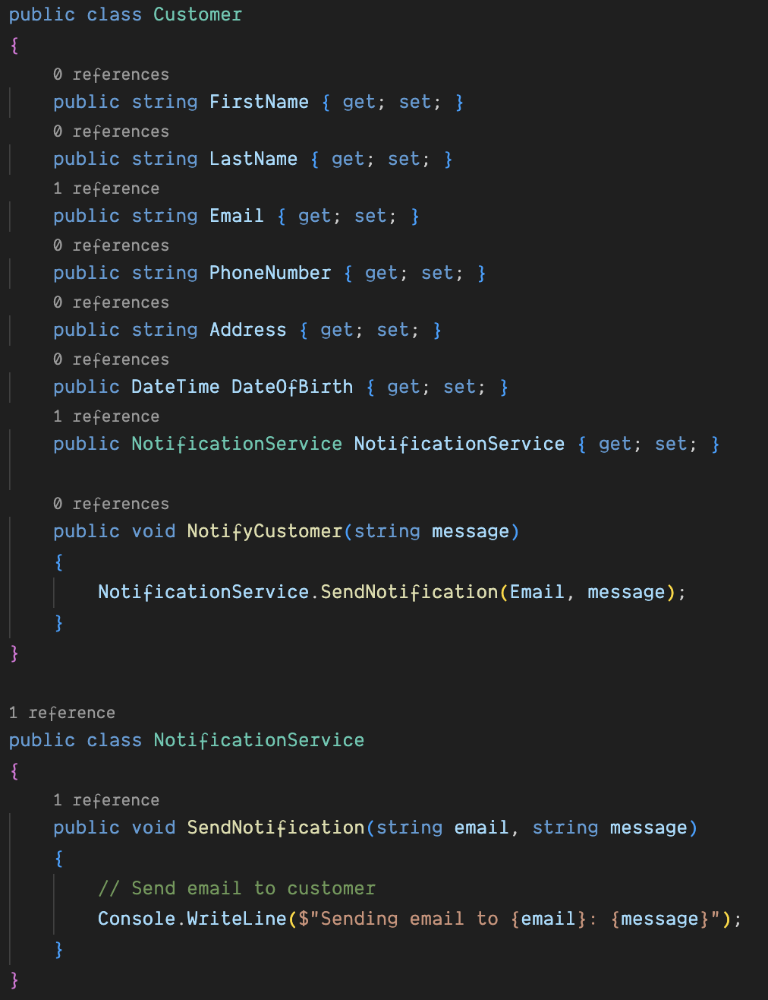 public class Customer
{
0 references
public string FirstName { get; set; }
0 references
public string LastName { get; set; }
1 reference
public string Email { get; set; }
0 references
public string PhoneNumber { get; set; }
0 references
public string Address { get; set; }
0 references
public DateTime DateOfBirth { get; set; }
1 reference
public NotificationService NotificationService { get; set; }
0 references
public void NotifyCustomer(string message)
{
NotificationService.SendNotification(Email, message);
}
}
1 reference
public class NotificationService
{
1 reference
public void SendNotification(string email, string message)
{
// Send email to customer
Console.WriteLine($"Sending email to {email}: {message}");
}
}